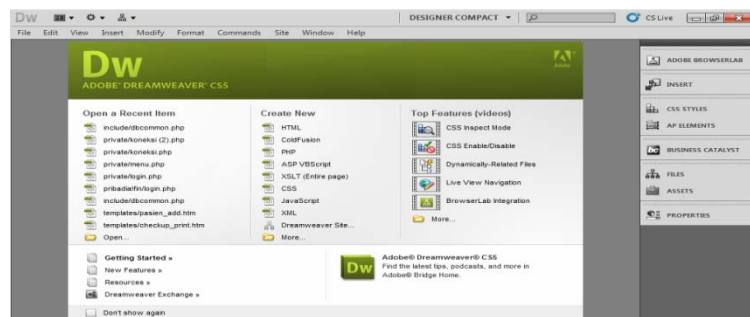 DW
DESIGNER COMPACT
CS Live
File Edit View Insert Modify Format Commands Site Window Help
Dw
ADOBE® DREAMWEAVER® CS5
Adobe
Open a Recent Item
include/dbcommon.php
private/koneksi (2).php
private/koneksi.php
private/menu.php
private/login.php
pribadialfin/login.php
include/dbcommon.php
templates/pasien_add.htm
templates/checkup_print.htm
Open...
Create New
HTML
ColdFusion
PHP
ASP VBScript
XSLT (Entire page)
CSS
JavaScript
XML
Dreamweaver Site...
More...
Top Features (videos)
CSS Inspect Mode
CSS Enable/Disable
Dynamically-Related Files
Live View Navigation
BrowserLab Integration
More...
Getting Started »
New Features »
Resources »
Dreamweaver Exchange »
Dw
Adobe® Dreamweaver® CS5
Find the latest tips, podcasts, and more in
Adobe® Bridge Home.
Don't show again
ADOBE BROWSERLAB
INSERT
CSS STYLES
AP ELEMENTS
BUSINESS CATALYST
FILES
ASSETS
PROPERTIES